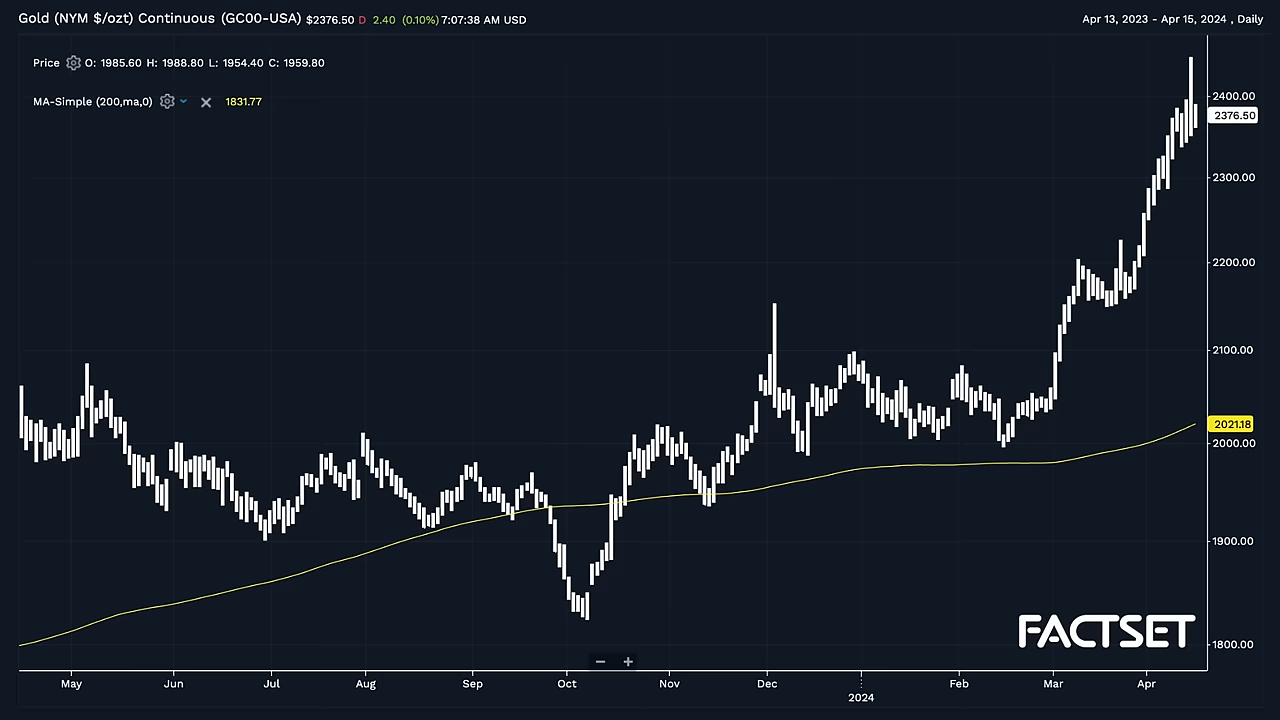 Gold (NYM $/ozt) Continuous (GC00-USA) $2376.50 D 2.40 (0.10%) 7:07:38 AM USD
Apr 13, 2023 - Apr 15, 2024 , Daily
Price O: 1985.60 H: 1988.80 L: 1954.40 C: 1959.80
MA-Simple (200,ma,0) 1831.77
2400.00
2376.50
2300.00
2200.00
2100.00
2021.18
2000.00
1900.00
1800.00
FACTSET
May Jun Jul Aug Sep Oct Nov Dec 2024 Feb Mar Apr